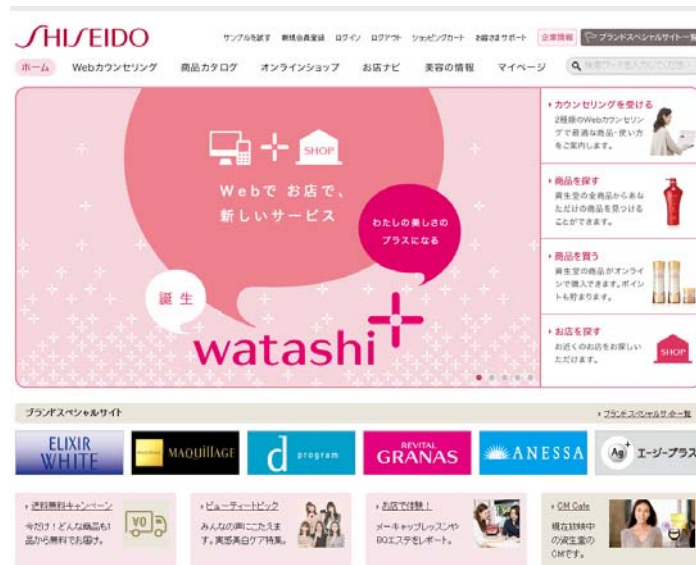 SHISEIDO
サンプルを試す 新規会員登録 ログイン ログアウト ショッピングカート お客さまサポート 企業情報 ブランドスペシャルサイト一覧
ホーム Webカウンセリング 商品カタログ オンラインショップ お店ナビ 美容の情報 マイページ
SHOP
Webで お店で、
新しいサービス
わたしの美しさの
プラスになる
誕生
watashi+
カウンセリングを受ける
2種類のWebカウンセリン
グで最適な商品・使い方
をご案内します。
商品を探す
資生堂の全商品からあな
ただけの商品を見つける
ことができます。
商品を買う
資生堂の商品がオンライ
ンで購入できます。ポイン
トも貯まります。
お店を探す
お近くのお店をお探しい
ただけます。
SHOP
ブランドスペシャルサイト
ブランドスペシャルサイト一覧
ELIXIR
WHITE
MAQuillAGE
d program
REVITAL
GRANAS
ANESSA
Ag+ エージープラス
送料無料キャンペーン
今だけ！どんな商品も1
品から無料でお届け。
¥0
ビューティートピック
みんなの声にこたえま
す。実感美白ケア特集。
お店で体験！
メーキャップレッスンや
BQエステをレポート。
CM Cafe
現在放映中
の資生堂の
CMです。